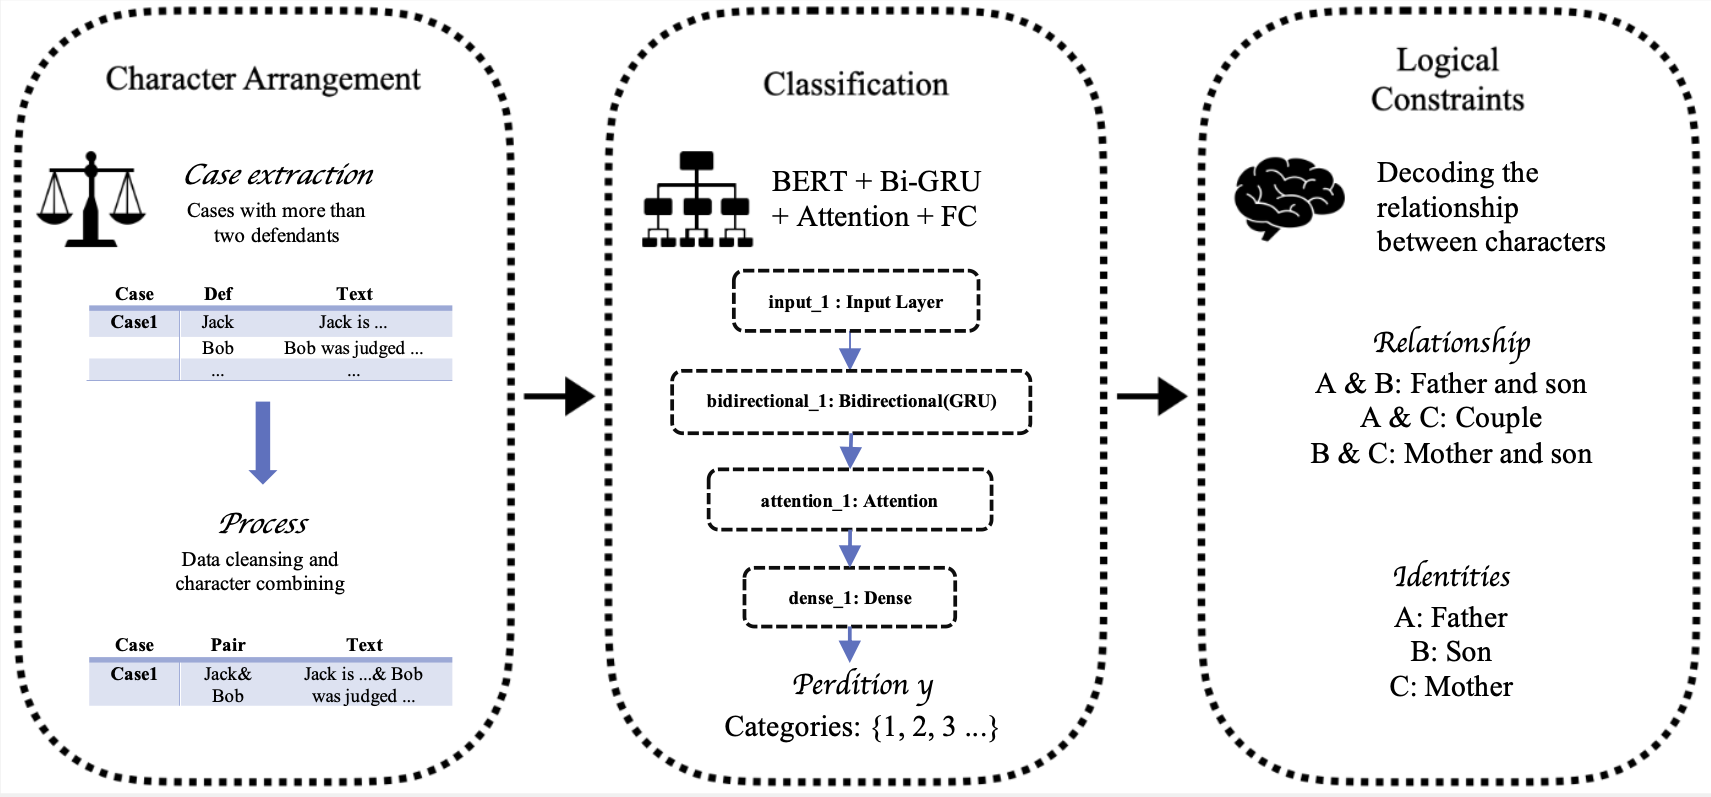 Character Arrangement
Case extraction
Cases with more than
two defendants
Case Def Text
Case1 Jack Jack is ...
Bob Bob was judged ...
... ...
Process
Data cleansing and
character combining
Case Pair Text
Case1 Jack& Jack is ...& Bob
Bob was judged ...
Classification
BERT + Bi-GRU
+ Attention + FC
input_1 : Input Layer
bidirectional_1: Bidirectional(GRU)
attention_1: Attention
dense_1: Dense
Perdition y
Categories: {1, 2, 3 ...}
Logical
Constraints
Decoding the
relationship
between characters
Relationship
A & B: Father and son
A & C: Couple
B & C: Mother and son
Identities
A: Father
B: Son
C: Mother